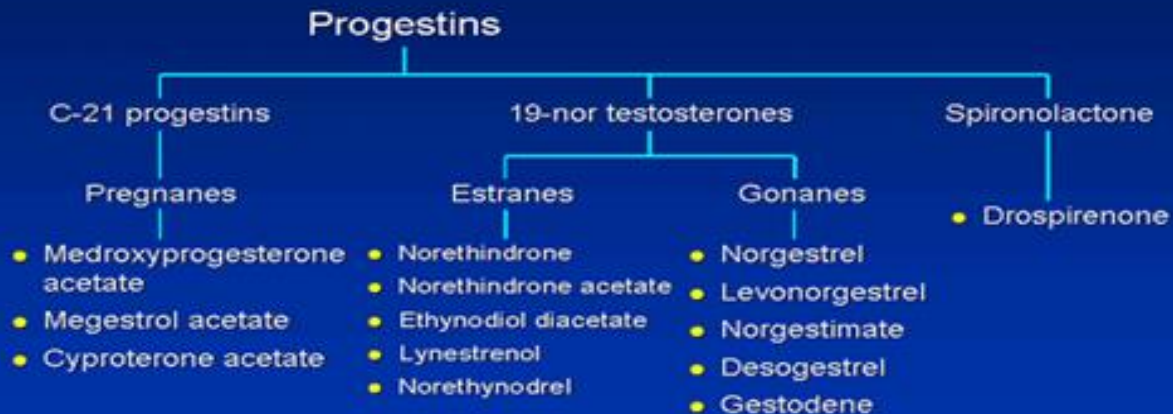 Progestins
C-21 progestins
19-nor testosterones
Spironolactone
Pregnanes
Estranes
Gonanes
Drospirenone
Medroxyprogesterone
acetate
Megestrol acetate
Cyproterone acetate
Norethindrone
Norethindrone acetate
Ethynodiol diacetate
Lynestrenol
Norethynodrel
Norgestrel
Levonorgestrel
Norgestimate
Desogestrel
Gestodene